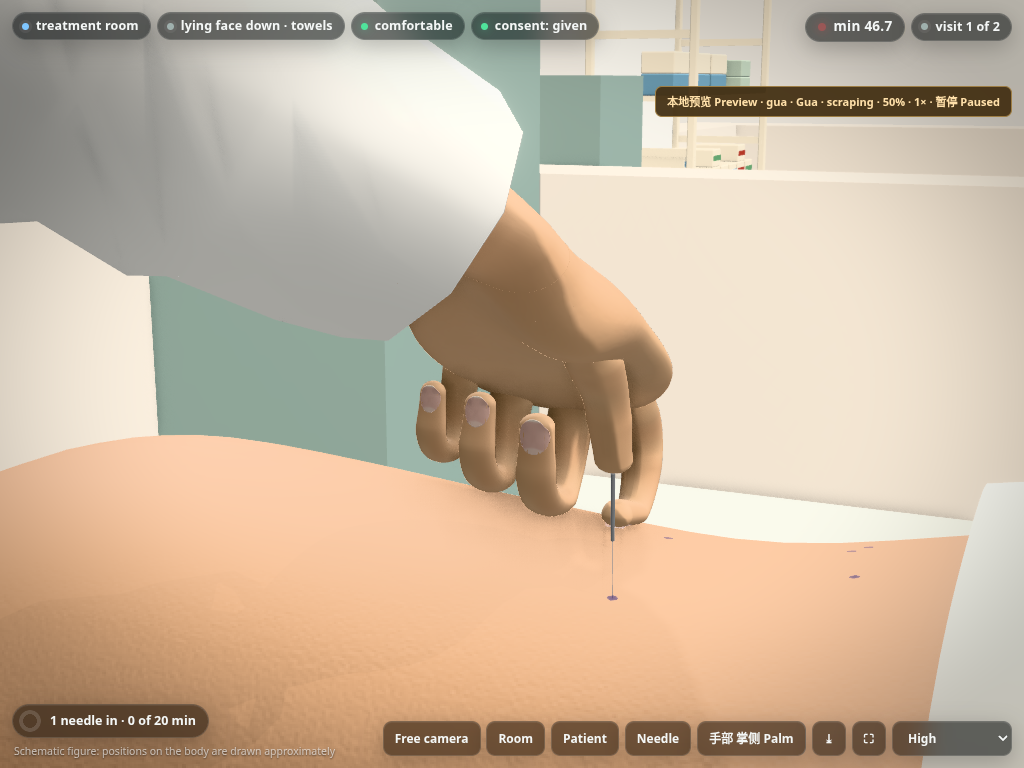 treatment room
lying face down · towels
comfortable
consent: given
min 46.7
visit 1 of 2
本地预览 Preview · gua · Gua · scraping · 50% · 1× · 暂停 Paused
1 needle in · 0 of 20 min
Schematic figure: positions on the body are drawn approximately
Free camera
Room
Patient
Needle
手部 掌侧 Palm
High